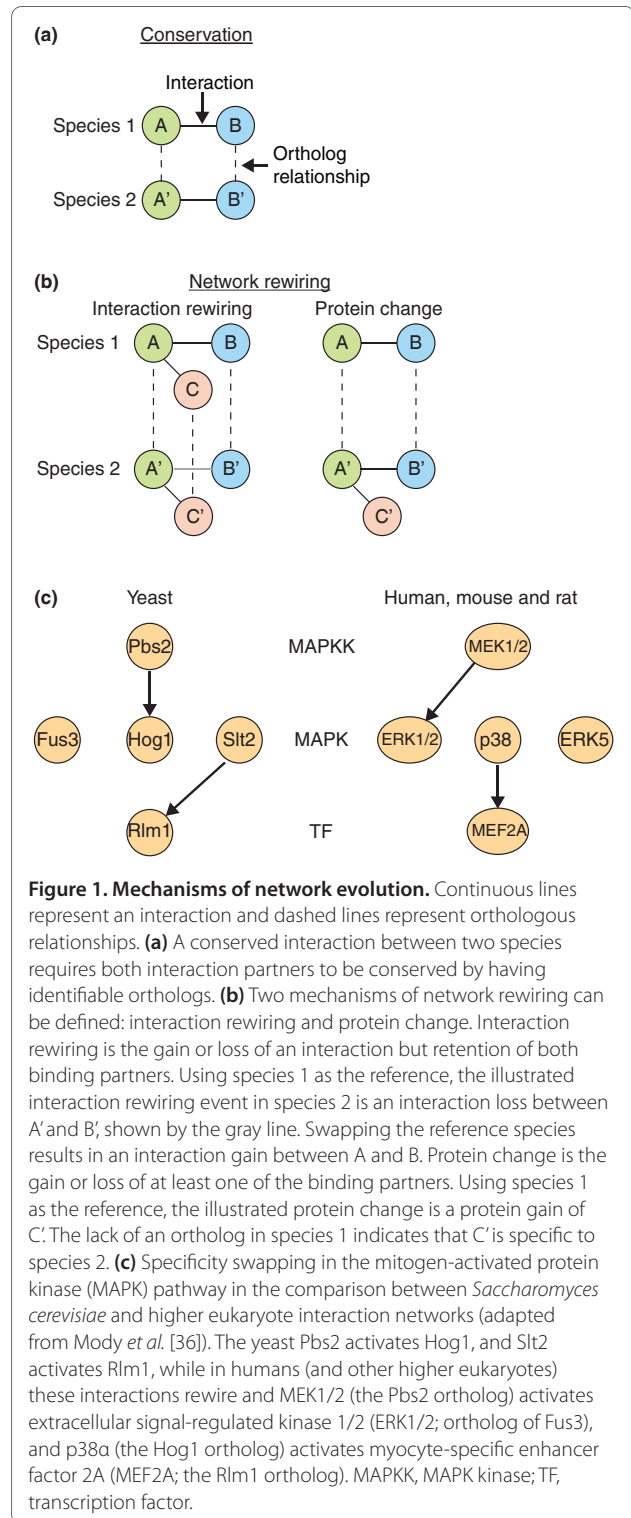 (a) Conservation
Interaction
Species 1 A B
Ortholog
relationship
Species 2 A' B'
(b) Network rewiring
Interaction rewiring Protein change
Species 1 A B A B
C
Species 2 A' B' A' B'
C' C'
(c) Yeast Human, mouse and rat
Pbs2 MAPKK MEK1/2
Fus3 Hog1 Slt2 MAPK ERK1/2 p38 ERK5
Rlm1 TF MEF2A
Figure 1. Mechanisms of network evolution. Continuous lines
represent an interaction and dashed lines represent orthologous
relationships. (a) A conserved interaction between two species
requires both interaction partners to be conserved by having
identifiable orthologs. (b) Two mechanisms of network rewiring can
be defined: interaction rewiring and protein change. Interaction
rewiring is the gain or loss of an interaction but retention of both
binding partners. Using species 1 as the reference, the illustrated
interaction rewiring event in species 2 is an interaction loss between
A' and B', shown by the gray line. Swapping the reference species
results in an interaction gain between A and B. Protein change is the
gain or loss of at least one of the binding partners. Using species 1
as the reference, the illustrated protein change is a protein gain of
C'. The lack of an ortholog in species 1 indicates that C' is specific to
species 2. (c) Specificity swapping in the mitogen-activated protein
kinase (MAPK) pathway in the comparison between Saccharomyces
cerevisiae and higher eukaryote interaction networks (adapted
from Mody et al. [36]). The yeast Pbs2 activates Hog1, and Slt2
activates Rlm1, while in humans (and other higher eukaryotes)
these interactions rewire and MEK1/2 (the Pbs2 ortholog) activates
extracellular signal-regulated kinase 1/2 (ERK1/2; ortholog of Fus3),
and p38α (the Hog1 ortholog) activates myocyte-specific enhancer
factor 2A (MEF2A; the Rlm1 ortholog). MAPKK, MAPK kinase; TF,
transcription factor.